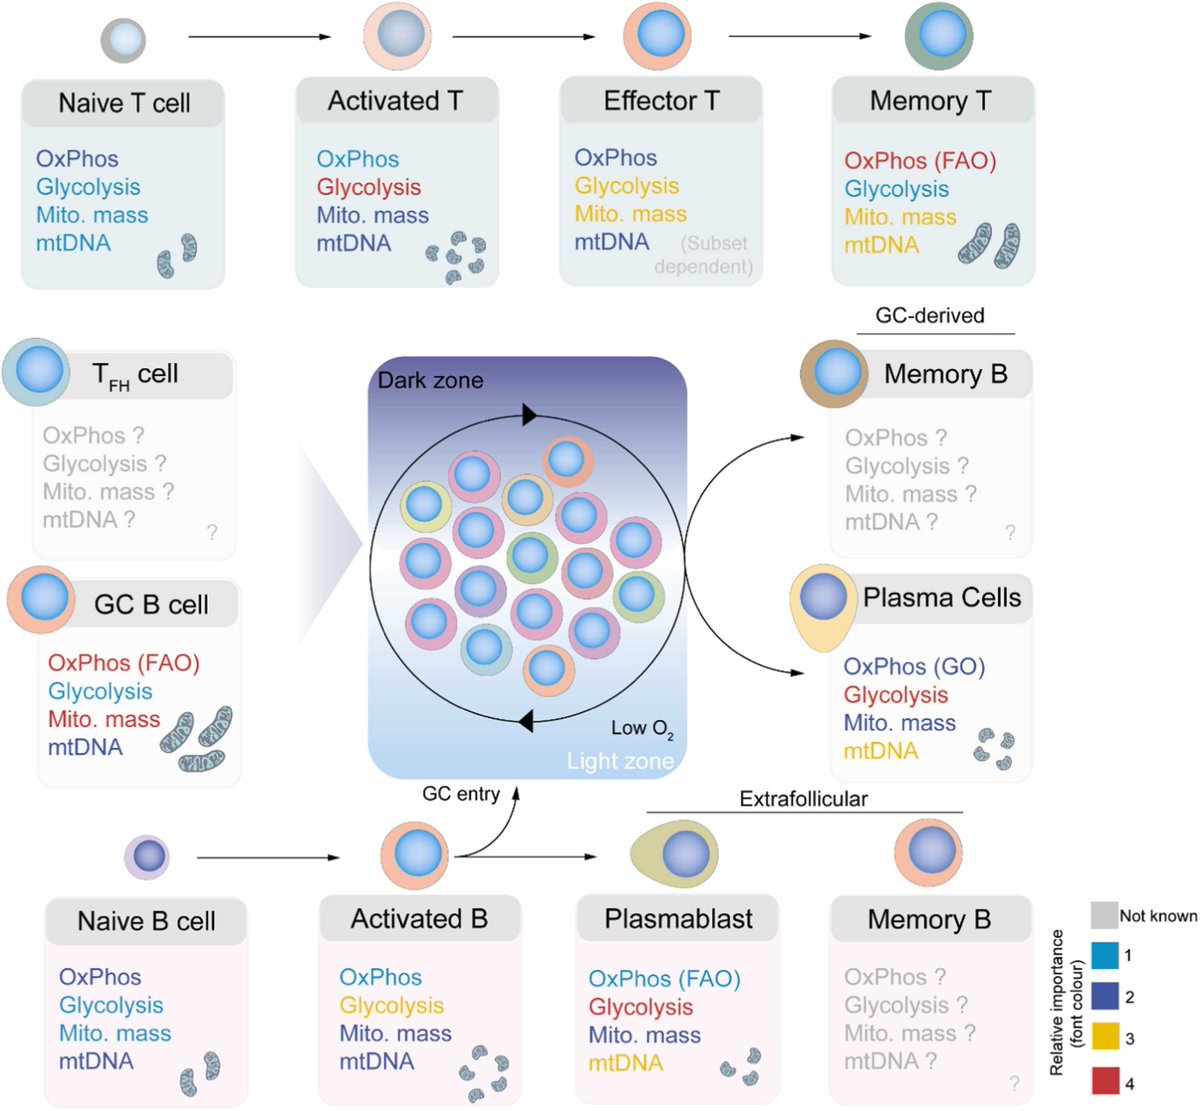 Naive T cell
OxPhos
Glycolysis
Mito. mass
mtDNA
Activated T
OxPhos
Glycolysis
Mito. mass
mtDNA
Effector T
OxPhos
Glycolysis
Mito. mass
mtDNA
(Subset
dependent)
Memory T
OxPhos (FAO)
Glycolysis
Mito. mass
mtDNA
TFH cell
OxPhos ?
Glycolysis ?
Mito. mass ?
mtDNA ?
?
GC B cell
OxPhos (FAO)
Glycolysis
Mito. mass
mtDNA
Dark zone
Low O2
Light zone
GC-derived
Memory B
OxPhos ?
Glycolysis ?
Mito. mass ?
mtDNA ?
?
Plasma Cells
OxPhos (GO)
Glycolysis
Mito. mass
mtDNA
GC entry
Extrafollicular
Naive B cell
OxPhos
Glycolysis
Mito. mass
mtDNA
Activated B
OxPhos
Glycolysis
Mito. mass
mtDNA
Plasmablast
OxPhos (FAO)
Glycolysis
Mito. mass
mtDNA
Memory B
OxPhos ?
Glycolysis ?
Mito. mass ?
mtDNA ?
?
Relative importance
(font colour)
Not known
1
2
3
4